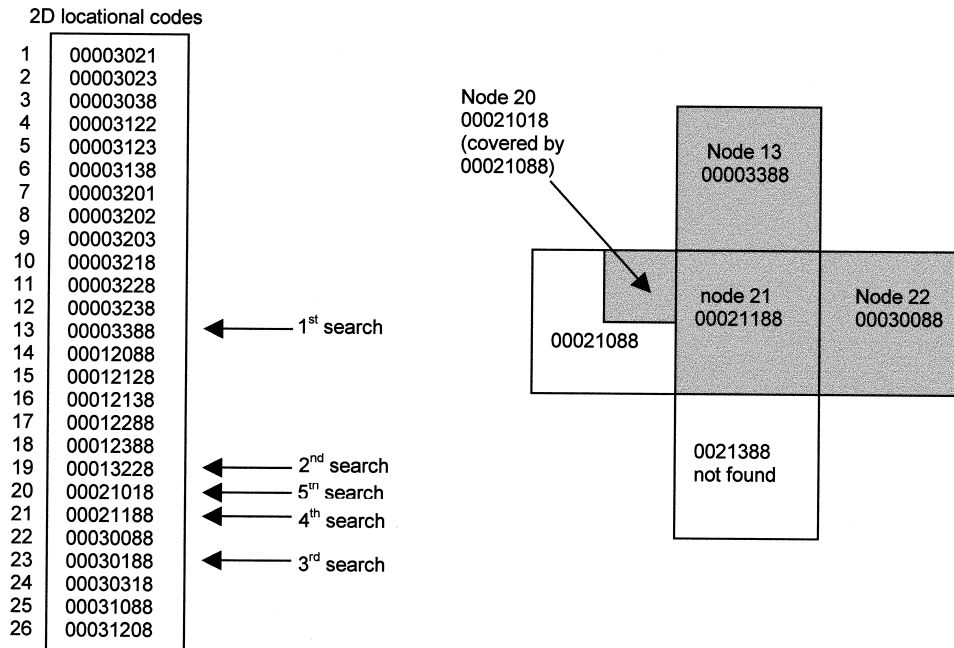 2D locational codes
1 00003021
2 00003023
3 00003038
4 00003122
5 00003123
6 00003138
7 00003201
8 00003202
9 00003203
10 00003218
11 00003228
12 00003238
13 00003388 1st search
14 00012088
15 00012128
16 00012138
17 00012288
18 00012388
19 00013228 2nd search
20 00021018 5th search
21 00021188 4th search
22 00030088
23 00030188 3rd search
24 00030318
25 00031088
26 00031208
Node 20
00021018
(covered by
00021088)
Node 13
00003388
00021088
node 21
00021188
Node 22
00030088
0021388
not found